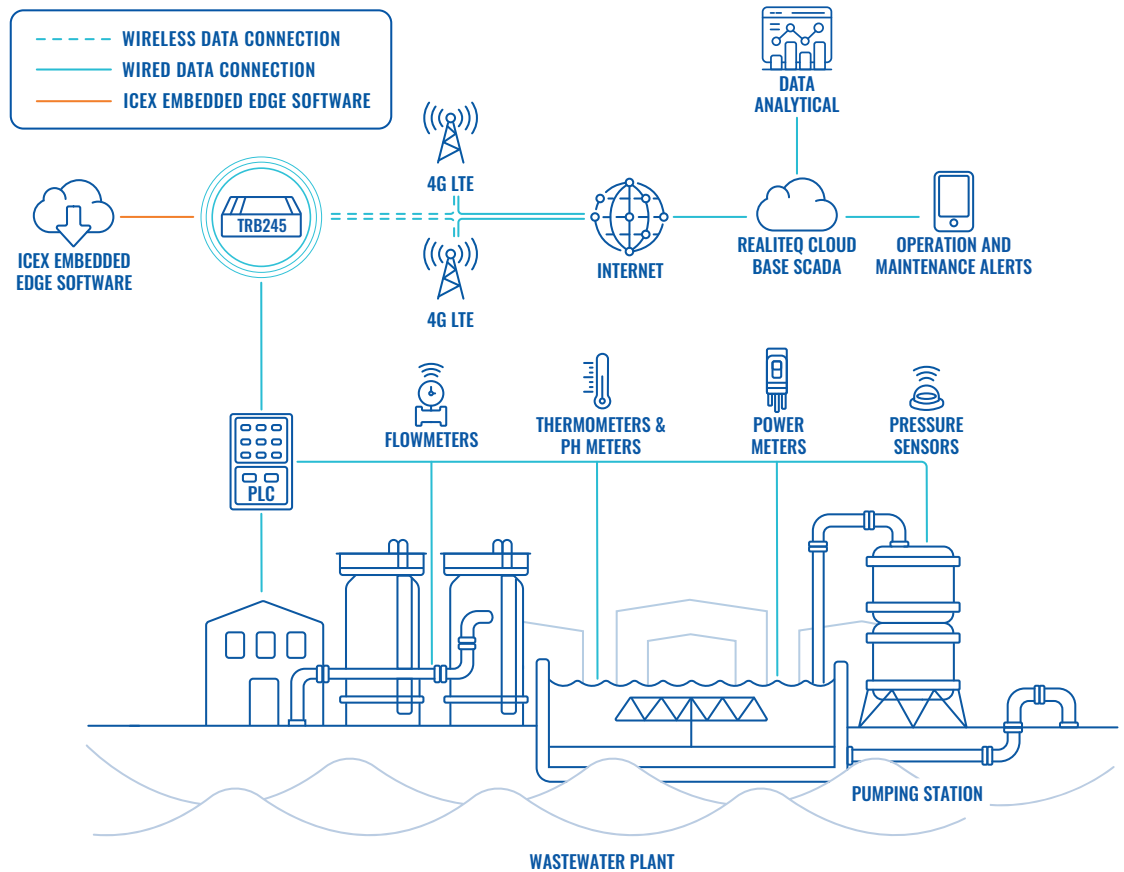 WIRELESS DATA CONNECTION
WIRED DATA CONNECTION
ICEX EMBEDDED EDGE SOFTWARE
DATA
ANALYTICAL
4G LTE
TRB245
ICEX EMBEDDED
EDGE SOFTWARE
INTERNET
REALITEQ CLOUD
BASE SCADA
OPERATION AND
MAINTENANCE ALERTS
4G LTE
FLOWMETERS
THERMOMETERS &
PH METERS
POWER
METERS
PRESSURE
SENSORS
PLC
PUMPING STATION
WASTEWATER PLANT